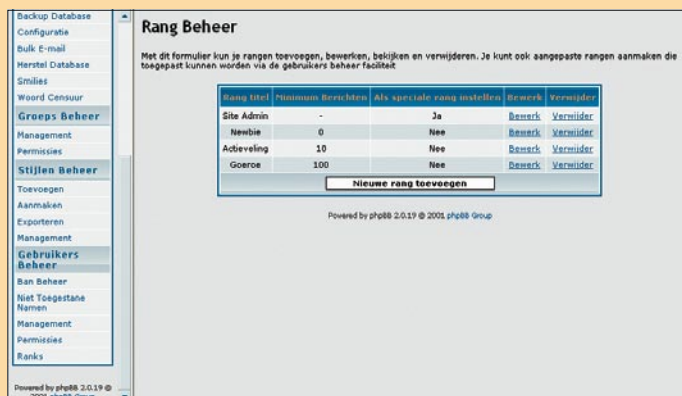 Backup Database
Configuratie
Bulk E-mail
Herstel Database
Smilies
Woord Censuur
Groeps Beheer
Management
Permissies
Stijlen Beheer
Toevoegen
Aanmaken
Exporteren
Management
Gebruikers
Beheer
Ban Beheer
Niet Toegestane
Namen
Management
Permissies
Ranks
Powered by phpBB 2.0.19 ©
2001 phpBB Group
Rang Beheer
Met dit formulier kun je rangen toevoegen, bewerken, bekijken en verwijderen. Je kunt ook aangepaste rangen aanmaken die
toegepast kunnen worden via de gebruikers beheer faciliteit
Rang titel Minimum Berichten Als speciale rang instellen Bewerk Verwijder
Site Admin - Ja Bewerk Verwijder
Newbie 0 Nee Bewerk Verwijder
Actieveling 10 Nee Bewerk Verwijder
Goeroe 100 Nee Bewerk Verwijder
Nieuwe rang toevoegen
Powered by phpBB 2.0.19 © 2001 phpBB Group